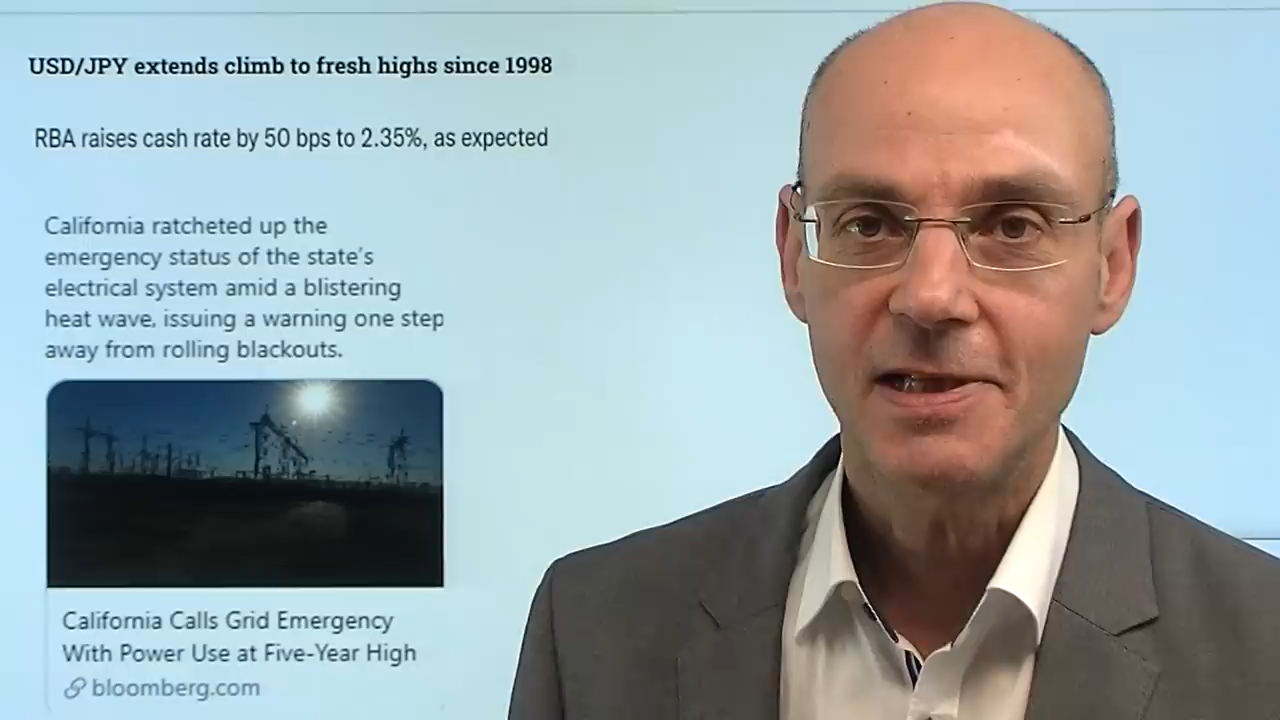 USD/JPY extends climb to fresh highs since 1998
RBA raises cash rate by 50 bps to 2.35%, as expected
California ratcheted up the
emergency status of the state's
electrical system amid a blistering
heat wave, issuing a warning one step
away from rolling blackouts.
California Calls Grid Emergency
With Power Use at Five-Year High
bloomberg.com